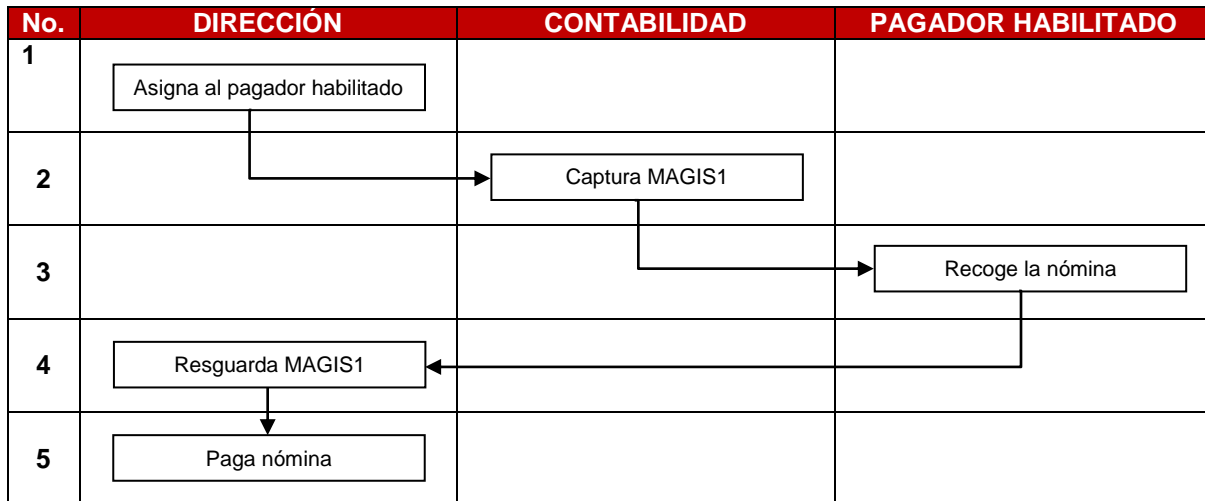 No. DIRECCIÓN CONTABILIDAD PAGADOR HABILITADO
1
Asigna al pagador habilitado
2 Captura MAGIS1
3 Recoge la nómina
4 Resguarda MAGIS1
5 Paga nómina